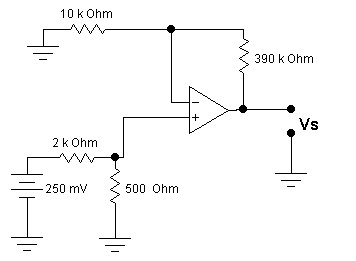 10 k Ohm
390 k Ohm
−
+
Vs
2 k Ohm
250 mV
500 Ohm